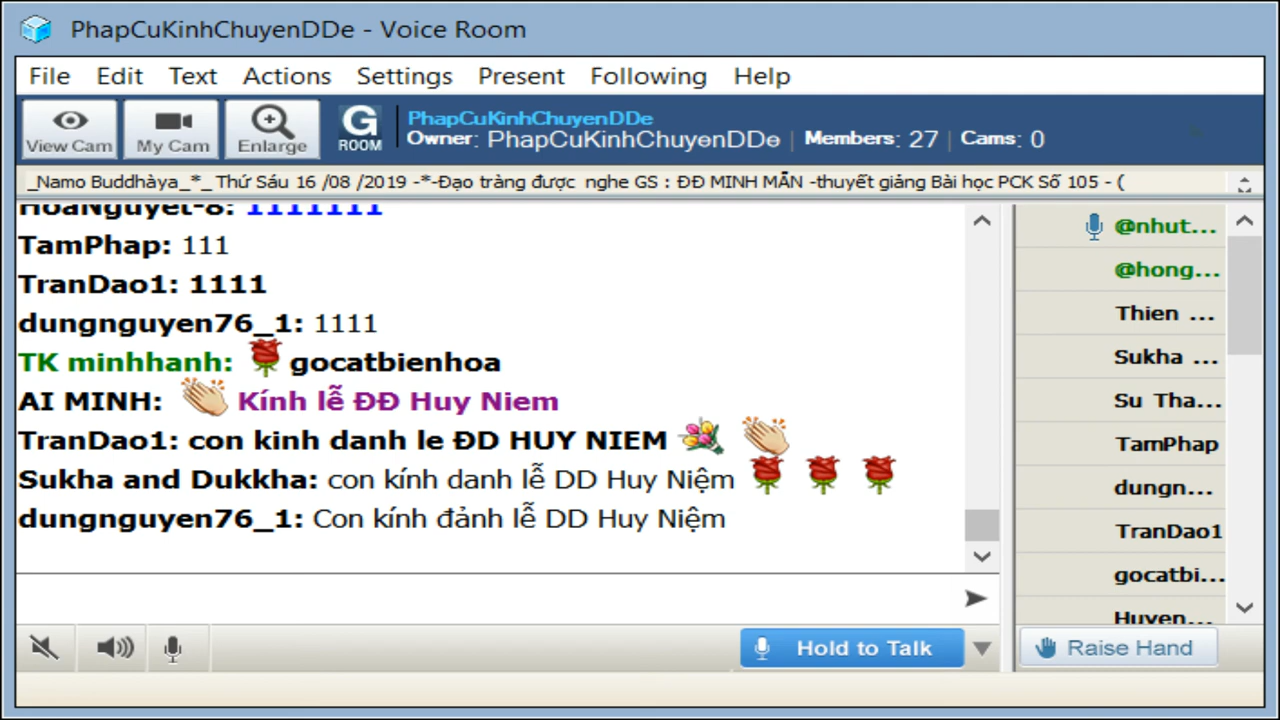 PhapCuKinhChuyenDDe - Voice Room
File Edit Text Actions Settings Present Following Help
View Cam My Cam Enlarge G ROOM
PhapCuKinhChuyenDDe
Owner: PhapCuKinhChuyenDDe | Members: 27 | Cams: 0
_Namo Buddhàya_*_ Thứ Sáu 16 /08 /2019 -*-Đạo tràng được nghe GS : ĐĐ MINH MẪN -thuyết giảng Bài học PCK Số 105 - (
HoaNguyet-8: 1111111
TamPhap: 111
TranDao1: 1111
dungnguyen76_1: 1111
TK minhhanh: gocatbienhoa
AI MINH: Kính lễ ĐĐ Huy Niem
TranDao1: con kinh danh le ĐD HUY NIEM
Sukha and Dukkha: con kính danh lễ DD Huy Niệm
dungnguyen76_1: Con kính đảnh lễ DD Huy Niệm
@nhut...
@hong...
Thien ...
Sukha ...
Su Tha...
TamPhap
dungn...
TranDao1
gocatbi...
Huyen...
Hold to Talk
Raise Hand